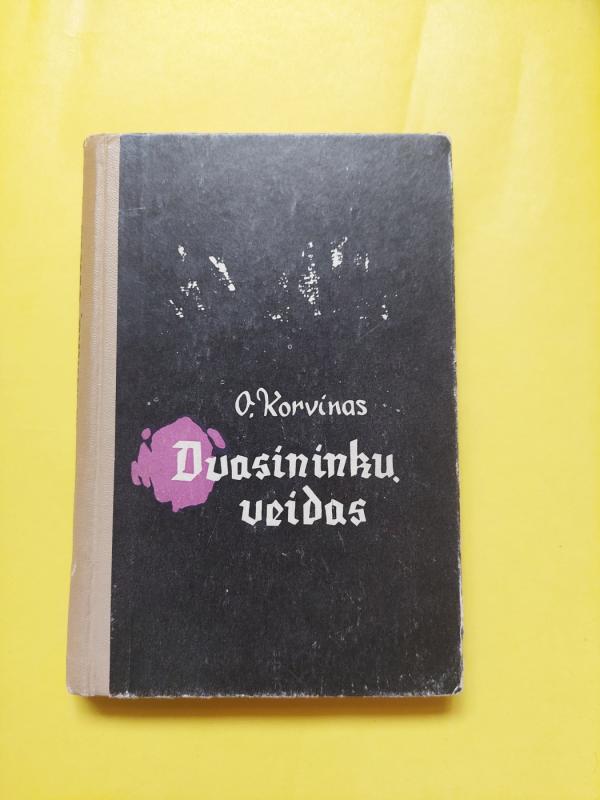 O. Korvinas
Dvasininkų
veidas